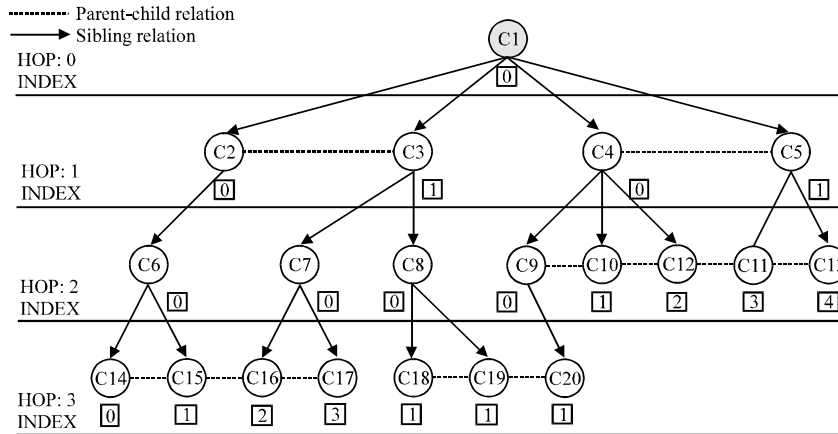 Parent-child relation
Sibling relation
C1
HOP: 0
INDEX
0
C2 C3 C4 C5
HOP: 1
INDEX
0 1 0 1
C6 C7 C8 C9 C10 C12 C11
HOP: 2
INDEX
0 0 0 0 1 2 3 4
C14 C15 C16 C17 C18 C19 C20
HOP: 3
INDEX
0 1 2 3 1 1 1